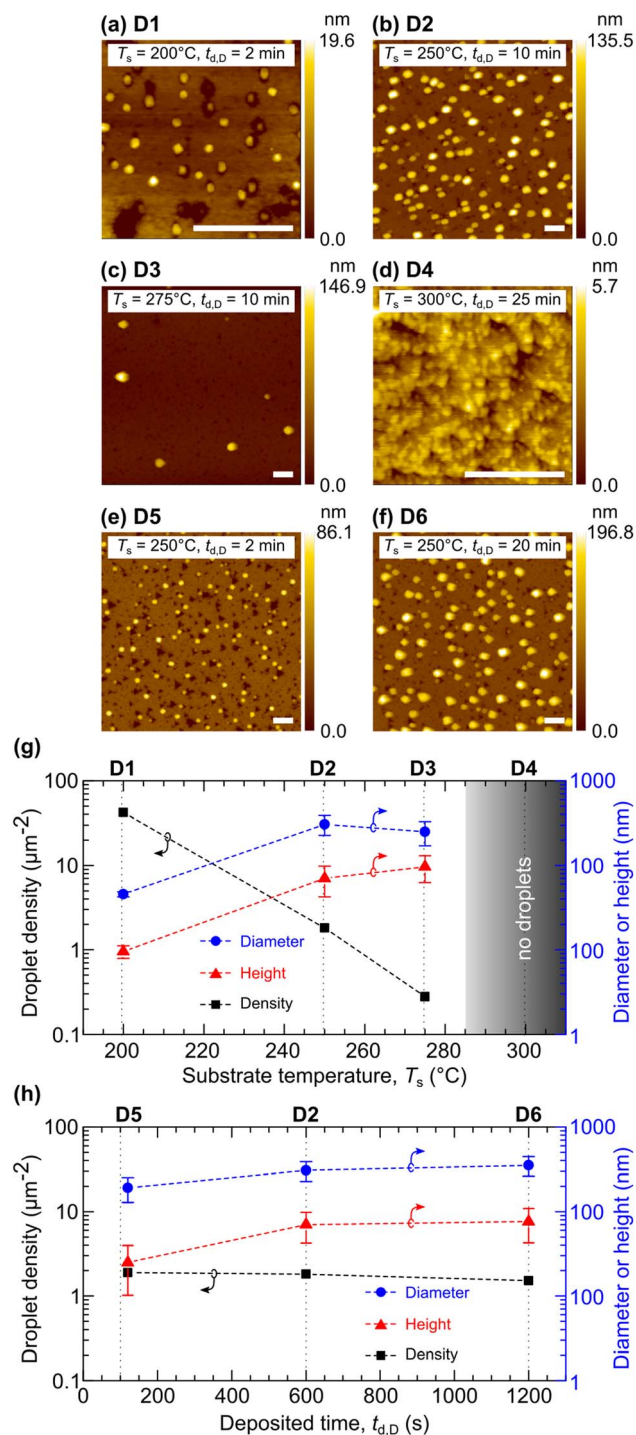 (a) D1
nm
19.6
Ts = 200°C, td,D = 2 min
0.0
(b) D2
nm
135.5
Ts = 250°C, td,D = 10 min
0.0
(c) D3
nm
146.9
Ts = 275°C, td,D = 10 min
0.0
(d) D4
nm
5.7
Ts = 300°C, td,D = 25 min
0.0
(e) D5
nm
86.1
Ts = 250°C, td,D = 2 min
0.0
(f) D6
nm
196.8
Ts = 250°C, td,D = 20 min
0.0
(g)
D1 D2 D3 D4
100
10
1
0.1
Droplet density (µm-2)
1000
100
10
1
Diameter or height (nm)
no droplets
Diameter
Height
Density
200 220 240 260 280 300
Substrate temperature, Ts (°C)
(h)
D5 D2 D6
100
10
1
0.1
Droplet density (µm-2)
1000
100
10
1
Diameter or height (nm)
Diameter
Height
Density
0 200 400 600 800 1000 1200
Deposited time, td,D (s)